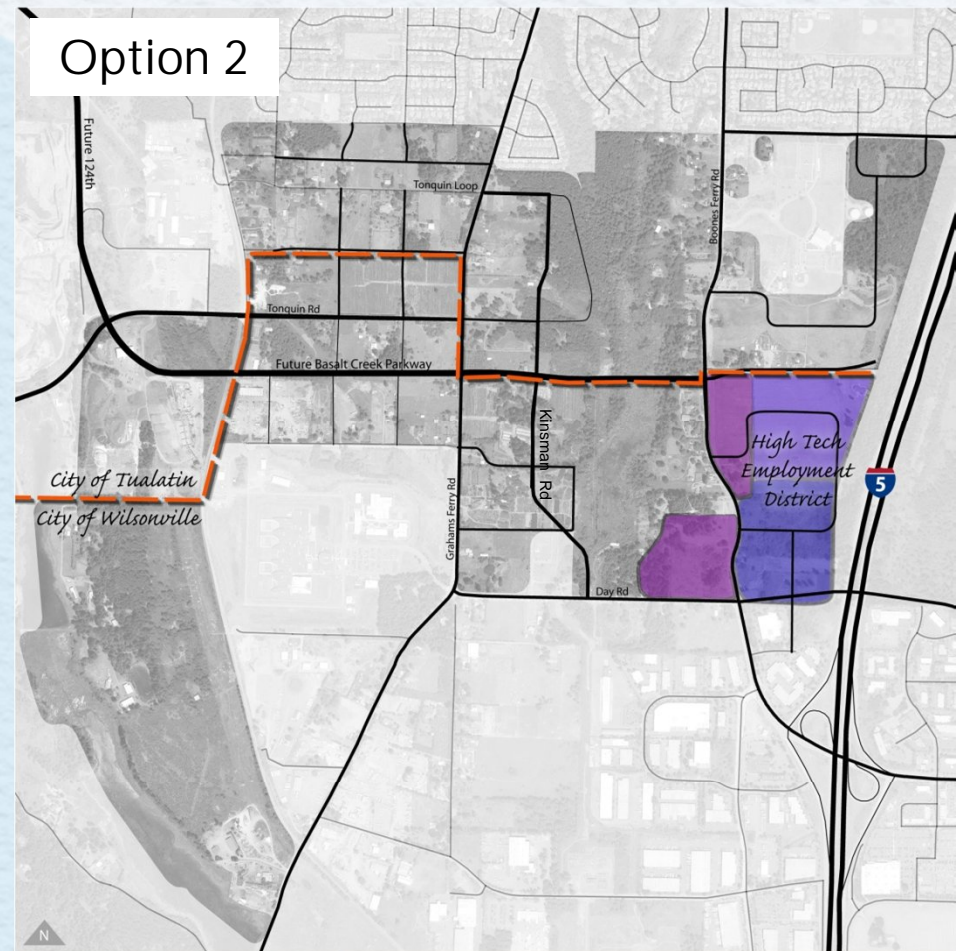 Option 2
Future 124th
Tonquin Loop
Boones Ferry Rd
Tonquin Rd
Future Basalt Creek Parkway
Kinsman Rd
High Tech
Employment
District
City of Tualatin
City of Wilsonville
5
Grahams Ferry Rd
Day Rd
N